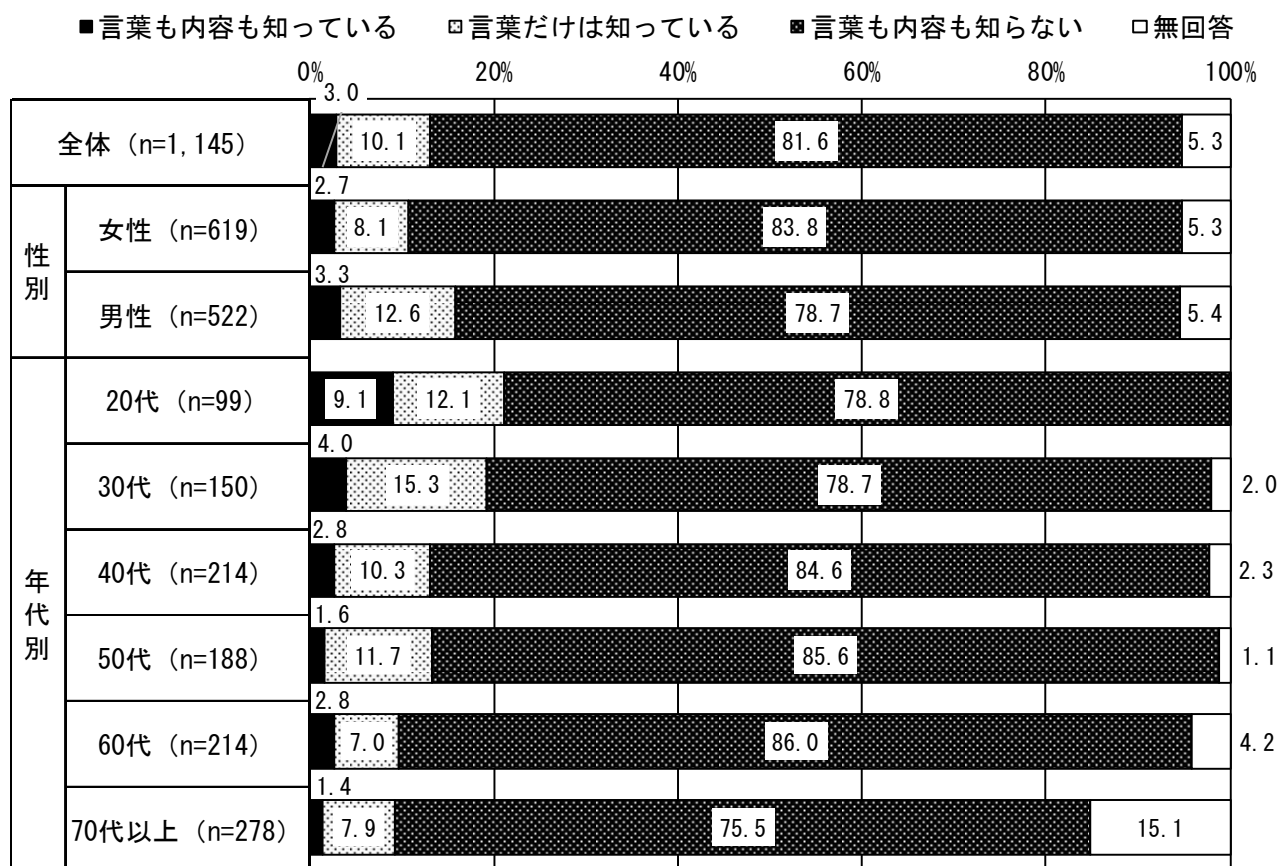 ■言葉も内容も知っている ▩言葉だけは知っている ▩言葉も内容も知らない □無回答
0% 20% 40% 60% 80% 100%
全体(n=1,145) 3.0 10.1 81.6 5.3
性別
女性(n=619) 2.7 8.1 83.8 5.3
男性(n=522) 3.3 12.6 78.7 5.4
年代別
20代(n=99) 9.1 12.1 78.8
30代(n=150) 4.0 15.3 78.7 2.0
40代(n=214) 2.8 10.3 84.6 2.3
50代(n=188) 1.6 11.7 85.6 1.1
60代(n=214) 2.8 7.0 86.0 4.2
70代以上(n=278) 1.4 7.9 75.5 15.1